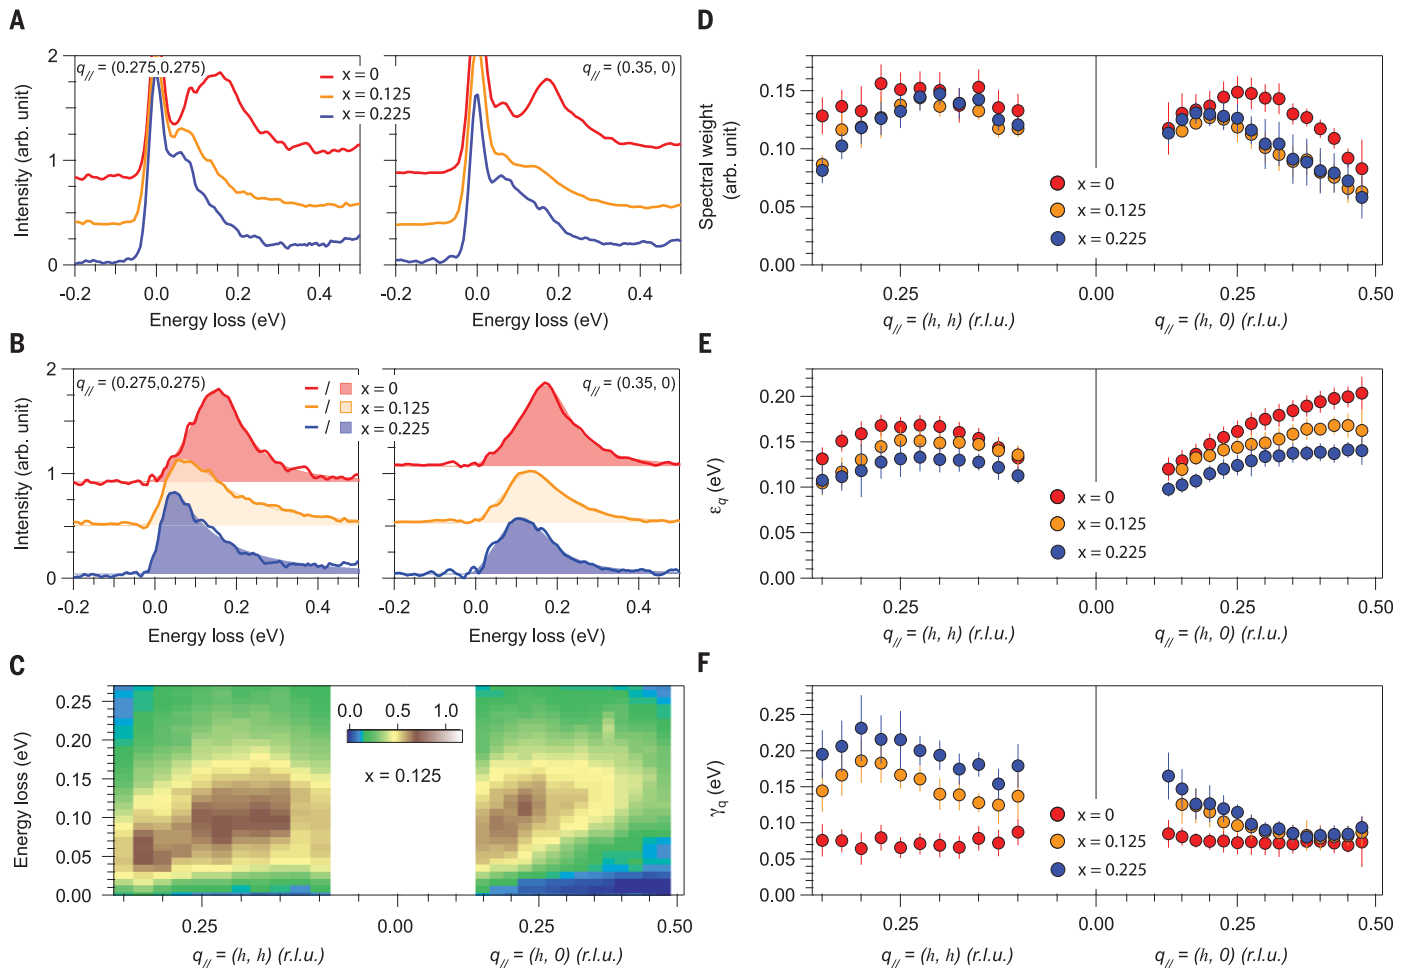 A
2
1
0
Intensity (arb. unit)
q// = (0.275,0.275)
x = 0
x = 0.125
x = 0.225
q// = (0.35, 0)
-0.2 0.0 0.2 0.4
Energy loss (eV)
-0.2 0.0 0.2 0.4
Energy loss (eV)
B
2
1
0
Intensity (arb. unit)
q// = (0.275,0.275)
/ x = 0
/ x = 0.125
/ x = 0.225
q// = (0.35, 0)
-0.2 0.0 0.2 0.4
Energy loss (eV)
-0.2 0.0 0.2 0.4
Energy loss (eV)
C
0.25
0.20
0.15
0.10
0.05
0.00
Energy loss (eV)
0.0 0.5 1.0
x = 0.125
0.25 0.00 0.25 0.50
q// = (h, h) (r.l.u.)
q// = (h, 0) (r.l.u.)
D
0.15
0.10
0.05
0.00
Spectral weight
(arb. unit)
x = 0
x = 0.125
x = 0.225
0.25 0.00 0.25 0.50
q// = (h, h) (r.l.u.)
q// = (h, 0) (r.l.u.)
E
0.20
0.15
0.10
0.05
0.00
εq (eV)
x = 0
x = 0.125
x = 0.225
0.25 0.00 0.25 0.50
q// = (h, h) (r.l.u.)
q// = (h, 0) (r.l.u.)
F
0.25
0.20
0.15
0.10
0.05
0.00
γq (eV)
x = 0
x = 0.125
x = 0.225
0.25 0.00 0.25 0.50
q// = (h, h) (r.l.u.)
q// = (h, 0) (r.l.u.)